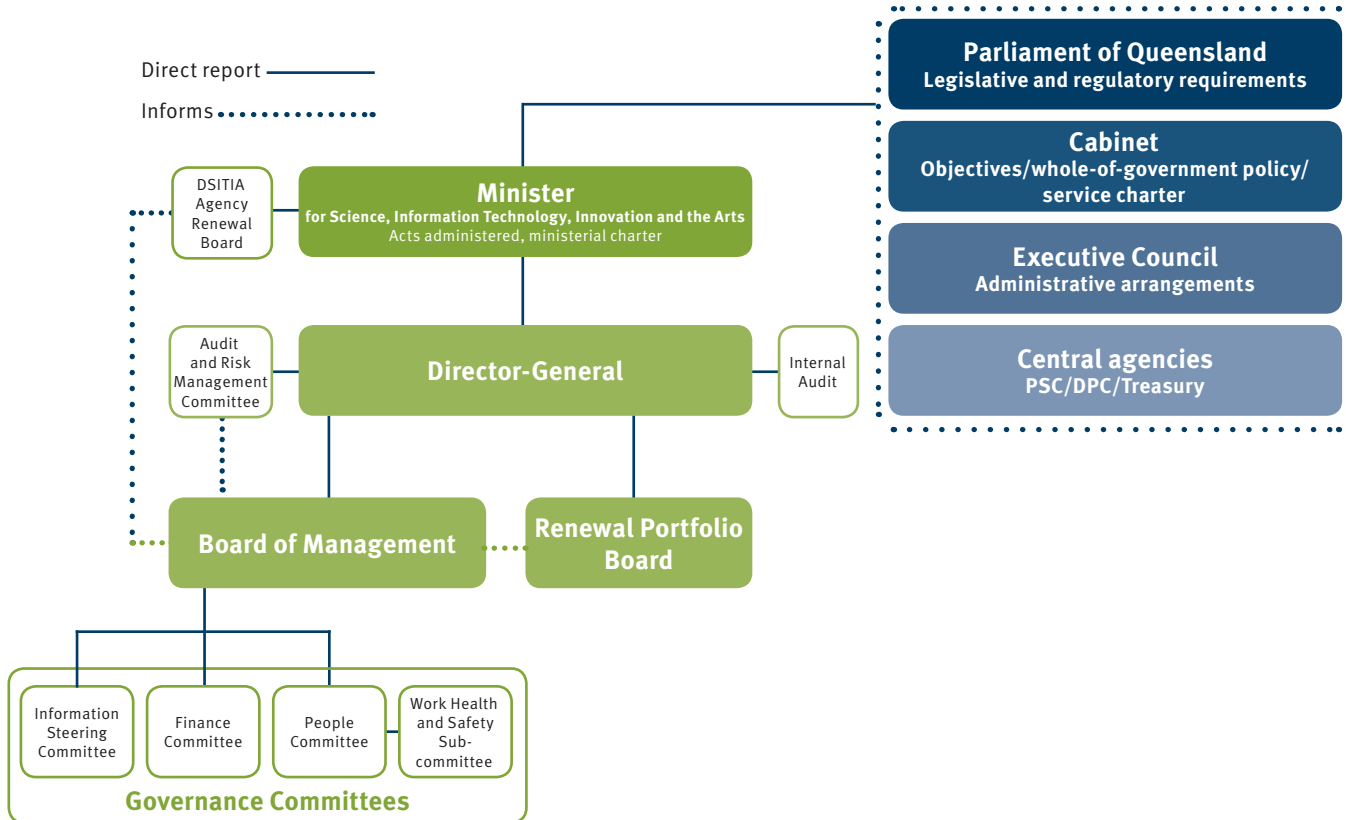 Direct report
Informs
Parliament of Queensland
Legislative and regulatory requirements
Cabinet
Objectives/whole-of-government policy/
service charter
Executive Council
Administrative arrangements
Central agencies
PSC/DPC/Treasury
DSITIA
Agency
Renewal
Board
Minister
for Science, Information Technology, Innovation and the Arts
Acts administered, ministerial charter
Audit
and Risk
Management
Committee
Director-General
Internal
Audit
Board of Management
Renewal Portfolio
Board
Information
Steering
Committee
Finance
Committee
People
Committee
Work Health
and Safety
Sub-
committee
Governance Committees